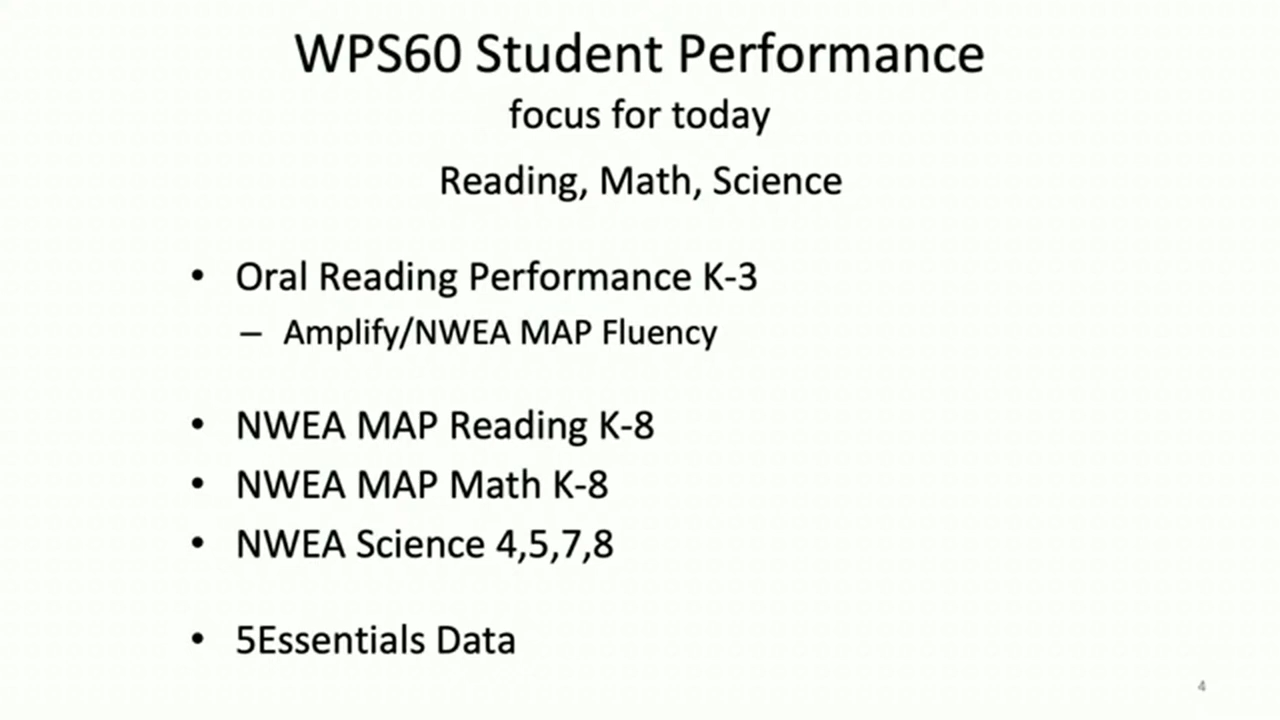 WPS60 Student Performance
focus for today
Reading, Math, Science
• Oral Reading Performance K-3
– Amplify/NWEA MAP Fluency
• NWEA MAP Reading K-8
• NWEA MAP Math K-8
• NWEA Science 4,5,7,8
• 5Essentials Data
4